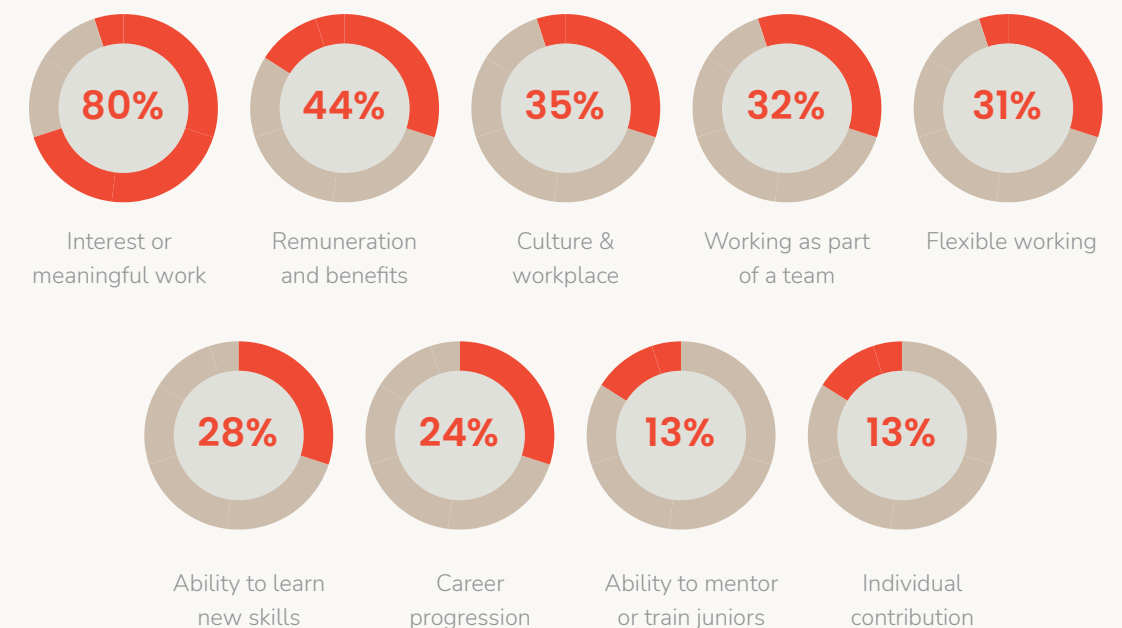 80%
44%
35%
32%
31%
Interest or
meaningful work
Remuneration
and benefits
Culture &
workplace
Working as part
of a team
Flexible working
28%
24%
13%
13%
Ability to learn
new skills
Career
progression
Ability to mentor
or train juniors
Individual
contribution